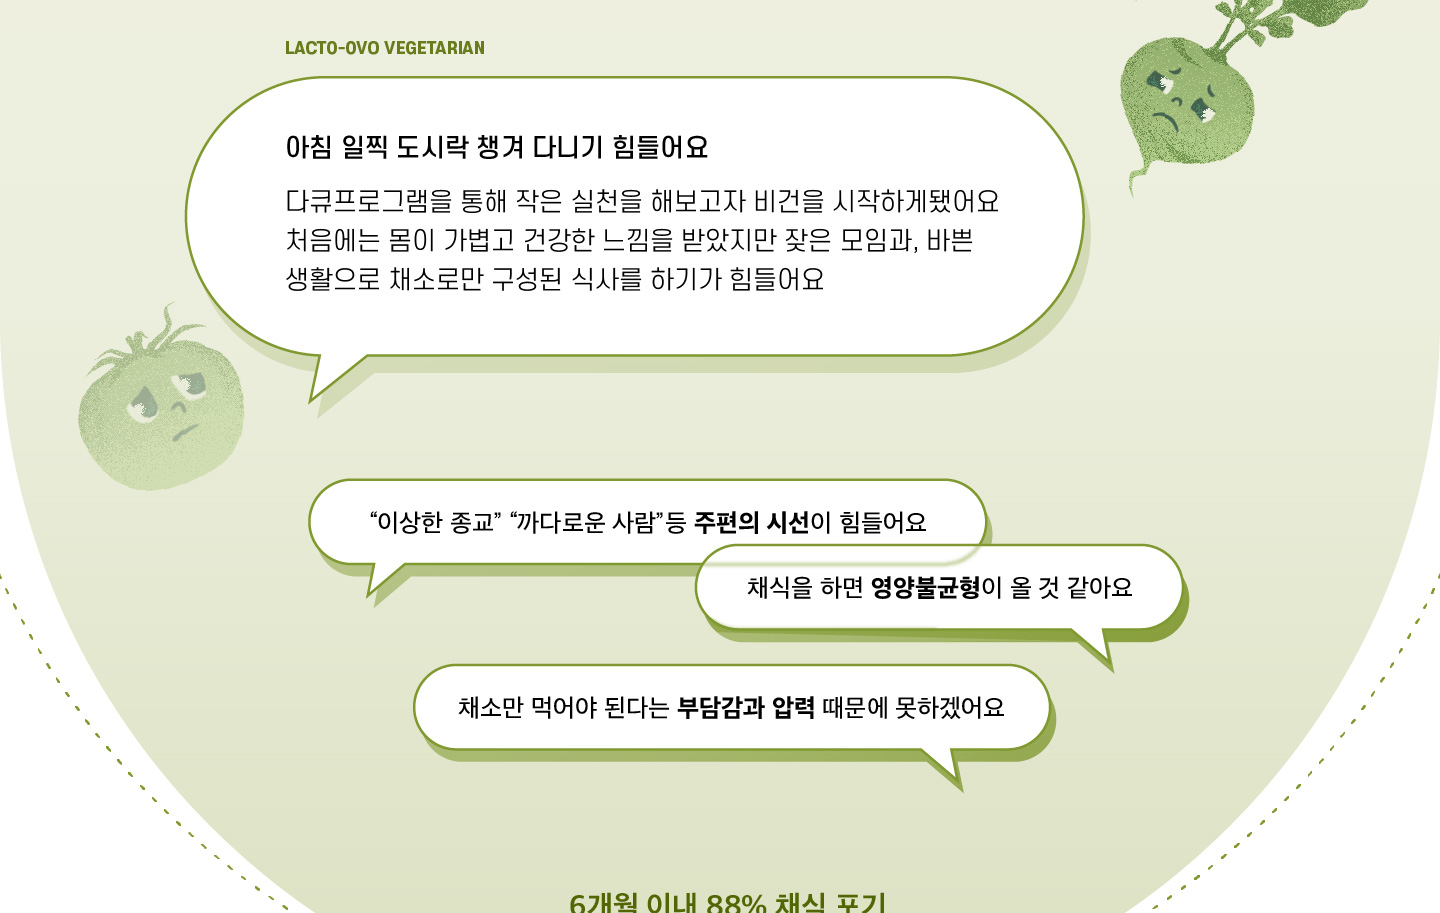 LACTO-OVO VEGETARIAN
아침 일찍 도시락 챙겨 다니기 힘들어요
다큐프로그램을 통해 작은 실천을 해보고자 비건을 시작하게됐어요
처음에는 몸이 가볍고 건강한 느낌을 받았지만 잦은 모임과, 바쁜
생활으로 채소로만 구성된 식사를 하기가 힘들어요
“이상한 종교” “까다로운 사람”등 주편의 시선이 힘들어요
채식을 하면 영양불균형이 올 것 같아요
채소만 먹어야 된다는 부담감과 압력 때문에 못하겠어요
6개월 이내 88% 채식 포기